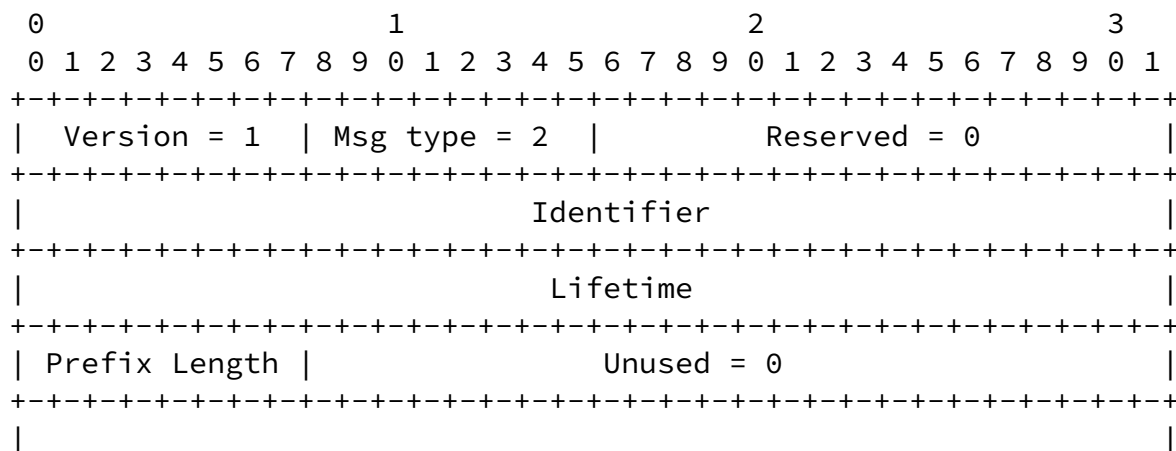 0                   1                   2                   3
 0 1 2 3 4 5 6 7 8 9 0 1 2 3 4 5 6 7 8 9 0 1 2 3 4 5 6 7 8 9 0 1
+-+-+-+-+-+-+-+-+-+-+-+-+-+-+-+-+-+-+-+-+-+-+-+-+-+-+-+-+-+-+-+-+
|  Version = 1  | Msg type = 2  |         Reserved = 0          |
+-+-+-+-+-+-+-+-+-+-+-+-+-+-+-+-+-+-+-+-+-+-+-+-+-+-+-+-+-+-+-+-+
|                            Identifier                         |
+-+-+-+-+-+-+-+-+-+-+-+-+-+-+-+-+-+-+-+-+-+-+-+-+-+-+-+-+-+-+-+-+
|                             Lifetime                          |
+-+-+-+-+-+-+-+-+-+-+-+-+-+-+-+-+-+-+-+-+-+-+-+-+-+-+-+-+-+-+-+-+
| Prefix Length |                Unused = 0                     |
+-+-+-+-+-+-+-+-+-+-+-+-+-+-+-+-+-+-+-+-+-+-+-+-+-+-+-+-+-+-+-+-+
|                                                               |